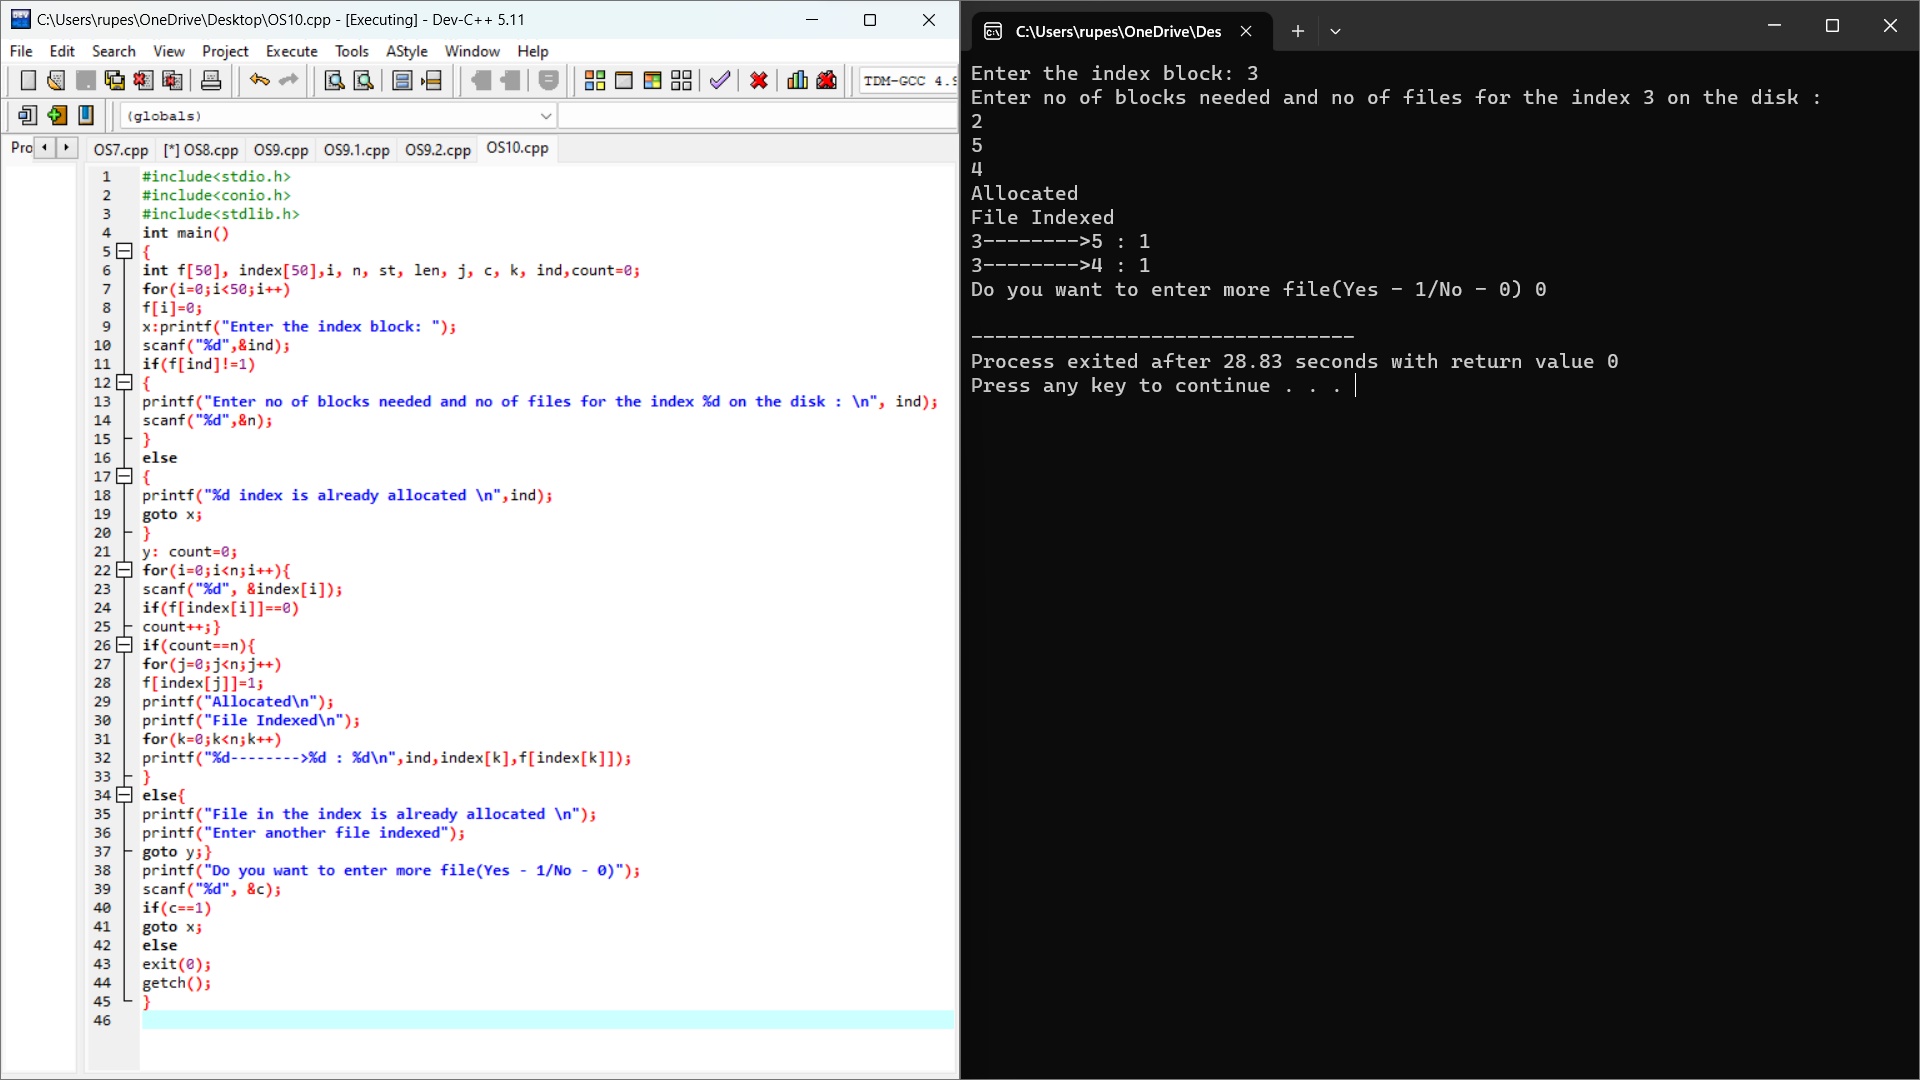 C:\Users\rupes\OneDrive\Desktop\OS10.cpp - [Executing] - Dev-C++ 5.11
File Edit Search View Project Execute Tools AStyle Window Help
TDM-GCC 4.9
(globals)
Pro OS7.cpp [*] OS8.cpp OS9.cpp OS9.1.cpp OS9.2.cpp OS10.cpp
1 #include<stdio.h>
2 #include<conio.h>
3 #include<stdlib.h>
4 int main()
5 {
6 int f[50], index[50],i, n, st, len, j, c, k, ind,count=0;
7 for(i=0;i<50;i++)
8 f[i]=0;
9 x:printf("Enter the index block: ");
10 scanf("%d",&ind);
11 if(f[ind]!=1)
12 {
13 printf("Enter no of blocks needed and no of files for the index %d on the disk : \n", ind);
14 scanf("%d",&n);
15 }
16 else
17 {
18 printf("%d index is already allocated \n",ind);
19 goto x;
20 }
21 y: count=0;
22 for(i=0;i<n;i++){
23 scanf("%d", &index[i]);
24 if(f[index[i]]==0)
25 count++;}
26 if(count==n){
27 for(j=0;j<n;j++)
28 f[index[j]]=1;
29 printf("Allocated\n");
30 printf("File Indexed\n");
31 for(k=0;k<n;k++)
32 printf("%d-------->%d : %d\n",ind,index[k],f[index[k]]);
33 }
34 else{
35 printf("File in the index is already allocated \n");
36 printf("Enter another file indexed");
37 goto y;}
38 printf("Do you want to enter more file(Yes - 1/No - 0)");
39 scanf("%d", &c);
40 if(c==1)
41 goto x;
42 else
43 exit(0);
44 getch();
45 }
46
C:\Users\rupes\OneDrive\Des
Enter the index block: 3
Enter no of blocks needed and no of files for the index 3 on the disk :
2
5
4
Allocated
File Indexed
3-------->5 : 1
3-------->4 : 1
Do you want to enter more file(Yes - 1/No - 0) 0
--------------------------------
Process exited after 28.83 seconds with return value 0
Press any key to continue . . .